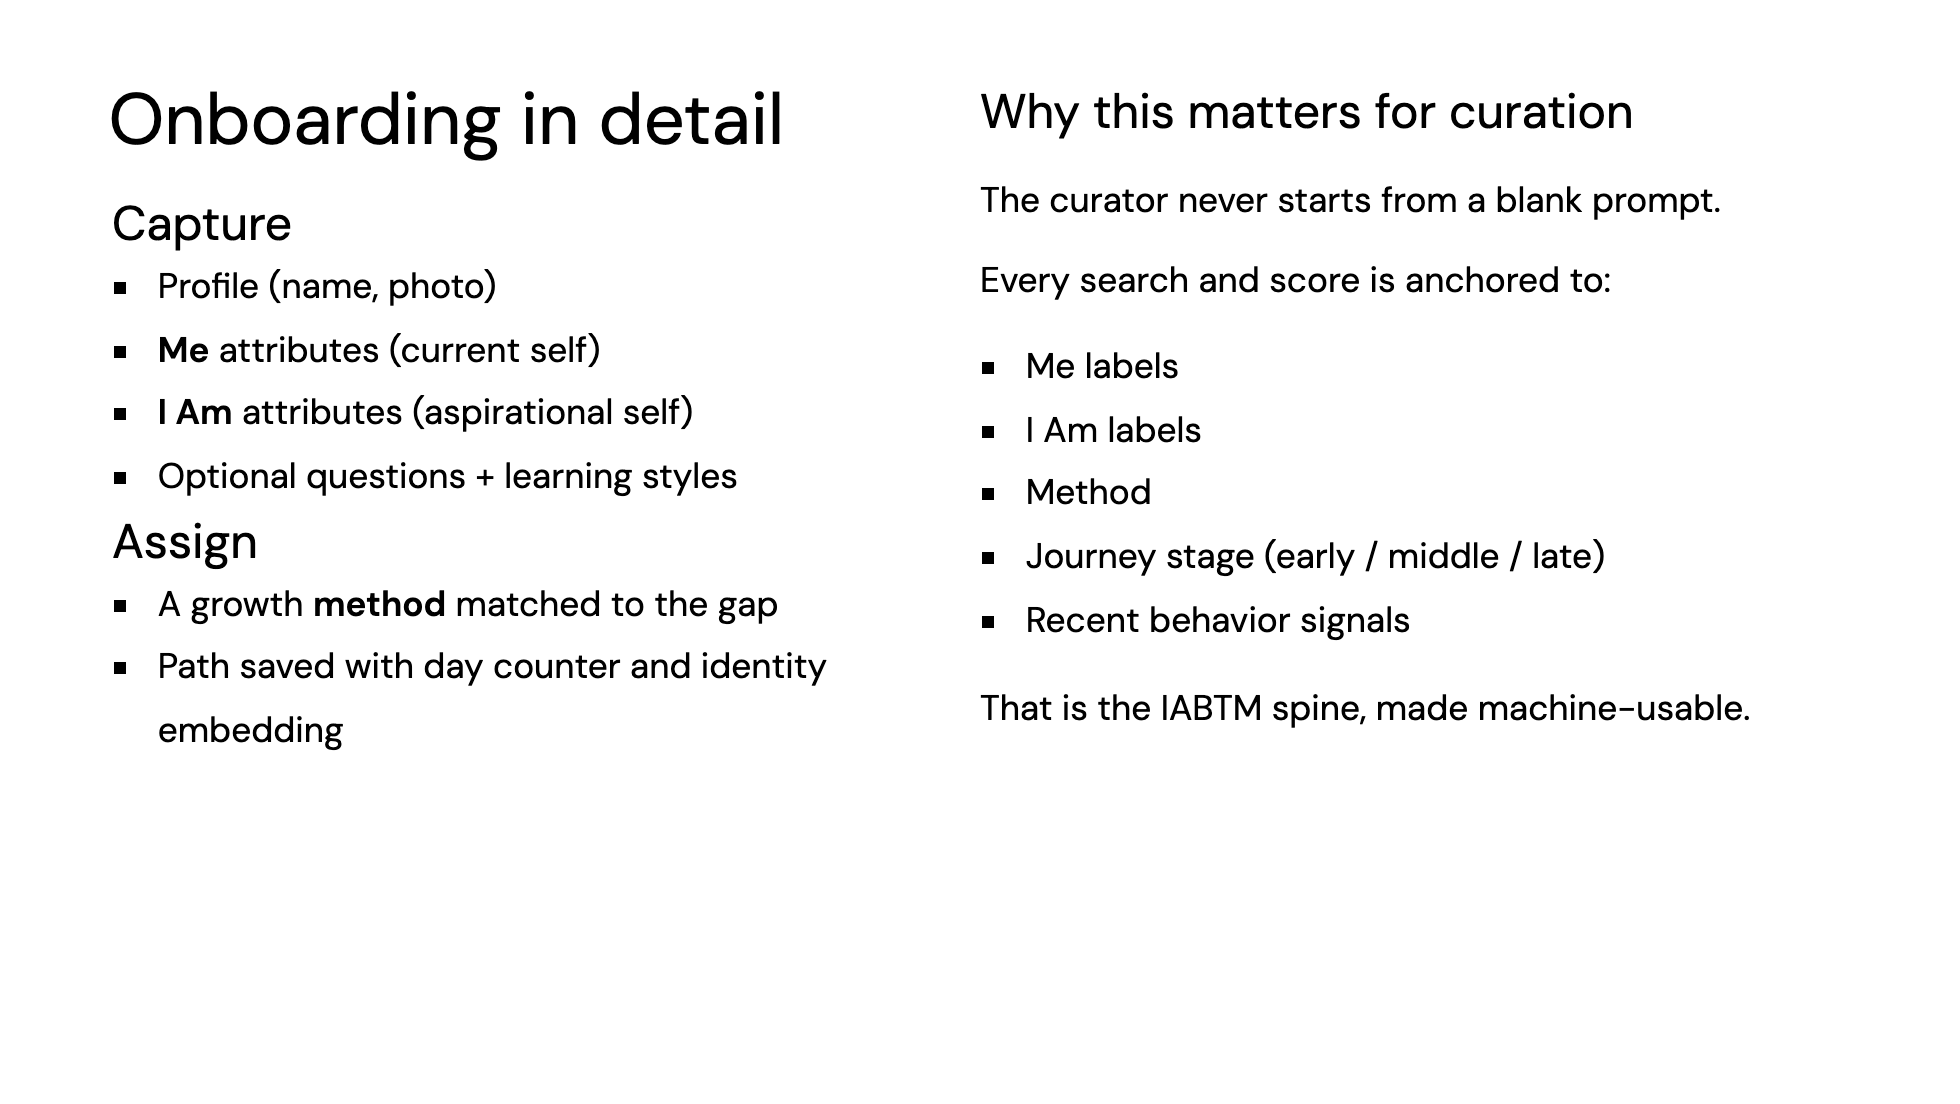 Onboarding in detail
Capture
Profile (name, photo)
Me attributes (current self)
I Am attributes (aspirational self)
Optional questions + learning styles
Assign
A growth method matched to the gap
Path saved with day counter and identity
embedding
Why this matters for curation
The curator never starts from a blank prompt.
Every search and score is anchored to:
Me labels
I Am labels
Method
Journey stage (early / middle / late)
Recent behavior signals
That is the IABTM spine, made machine-usable.